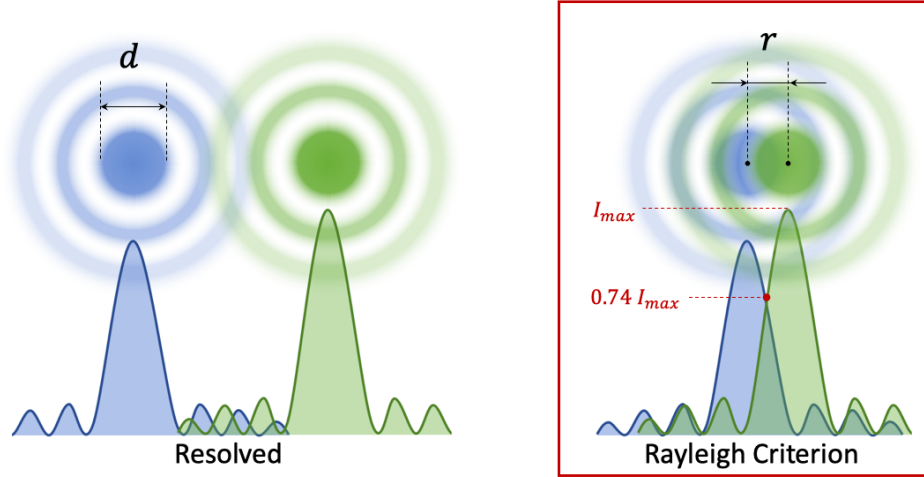 d
Resolved
r
I_max
0.74 I_max
Rayleigh Criterion